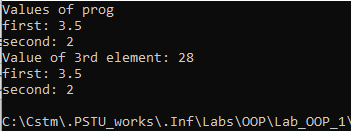 Values of prog
first: 3.5
second: 2
Value of 3rd element: 28
first: 3.5
second: 2
C:\Cstm\.PSTU_works\.Inf\Labs\OOP\Lab_OOP_1\